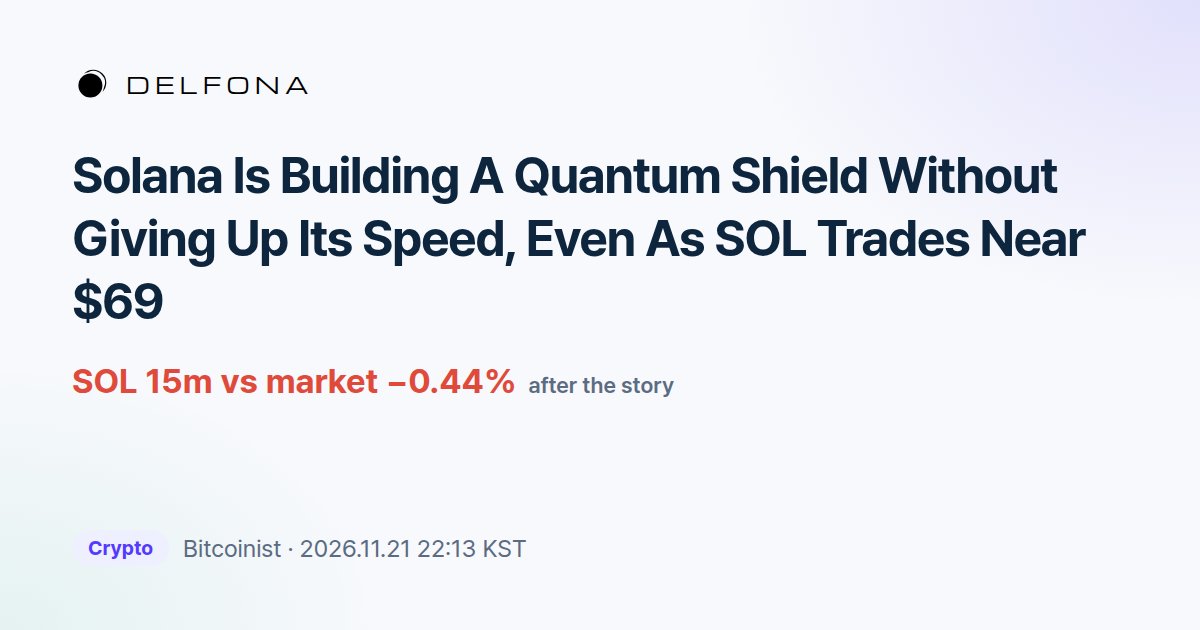 DELFONA
Solana Is Building A Quantum Shield Without
Giving Up Its Speed, Even As SOL Trades Near
$69
SOL 15m vs market −0.44% after the story
Crypto Bitcoinist · 2026.11.21 22:13 KST